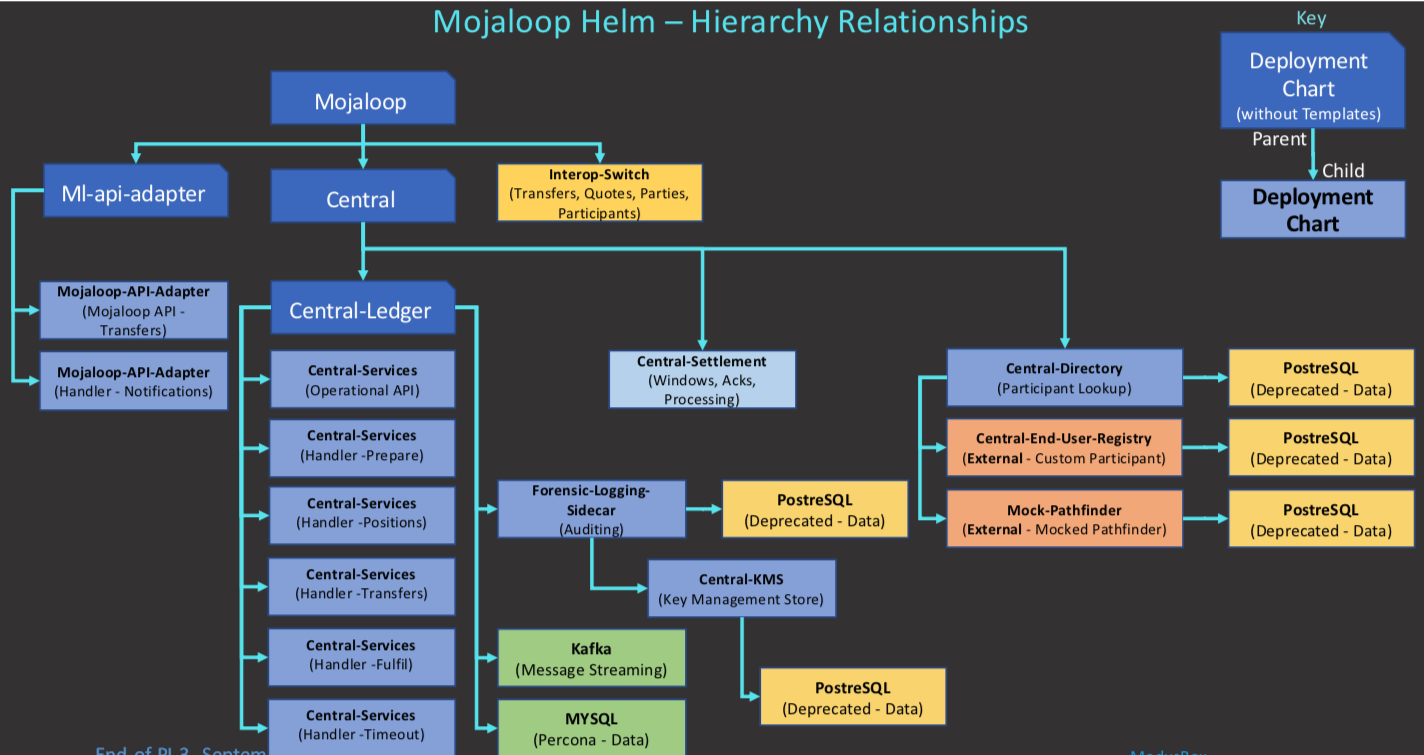 Mojaloop Helm – Hierarchy Relationships
Key
Deployment
Chart
(without Templates)
Parent
Child
Deployment
Chart
Mojaloop
Ml-api-adapter
Central
Interop-Switch
(Transfers, Quotes, Parties,
Participants)
Mojaloop-API-Adapter
(Mojaloop API -
Transfers)
Mojaloop-API-Adapter
(Handler - Notifications)
Central-Ledger
Central-Services
(Operational API)
Central-Services
(Handler -Prepare)
Central-Services
(Handler -Positions)
Central-Services
(Handler -Transfers)
Central-Services
(Handler -Fulfil)
Central-Services
(Handler -Timeout)
Forensic-Logging-
Sidecar
(Auditing)
PostreSQL
(Deprecated - Data)
Central-KMS
(Key Management Store)
PostreSQL
(Deprecated - Data)
Kafka
(Message Streaming)
MYSQL
(Percona - Data)
Central-Settlement
(Windows, Acks,
Processing)
Central-Directory
(Participant Lookup)
PostreSQL
(Deprecated - Data)
Central-End-User-Registry
(External - Custom Participant)
PostreSQL
(Deprecated - Data)
Mock-Pathfinder
(External - Mocked Pathfinder)
PostreSQL
(Deprecated - Data)
End of PI 3